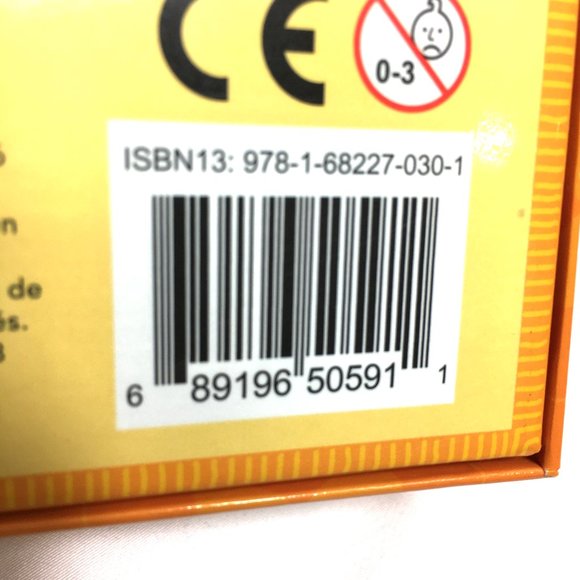 CE
0-3
ISBN13: 978-1-68227-030-1
de
és.
6 89196 50591 1